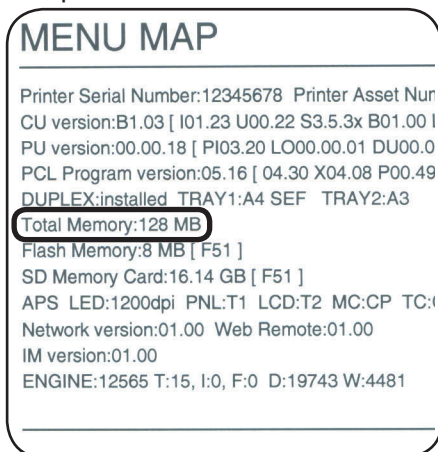 MENU MAP
Printer Serial Number:12345678 Printer Asset
CU version:B1.03 [ I01.23 U00.22 S3.5.3x B01.00
PU version:00.00.18 [ PI03.20 LO00.00.01
PCL Program version:05.16 [ 04.30 X04.08 P00.49
DUPLEX:installed TRAY1:A4 SEF TRAY2:A3
Total Memory:128 MB
Flash Memory:8 MB [ F51 ]
SD Memory Card:16.14 GB [ F51 ]
APS LED:1200dpi PNL:T1 LCD:T2 MC:CP
Network version:01.00 Web Remote:01.00
IM version:01.00
ENGINE:12565 T:15, I:0, F:0 D:19743 W:4481